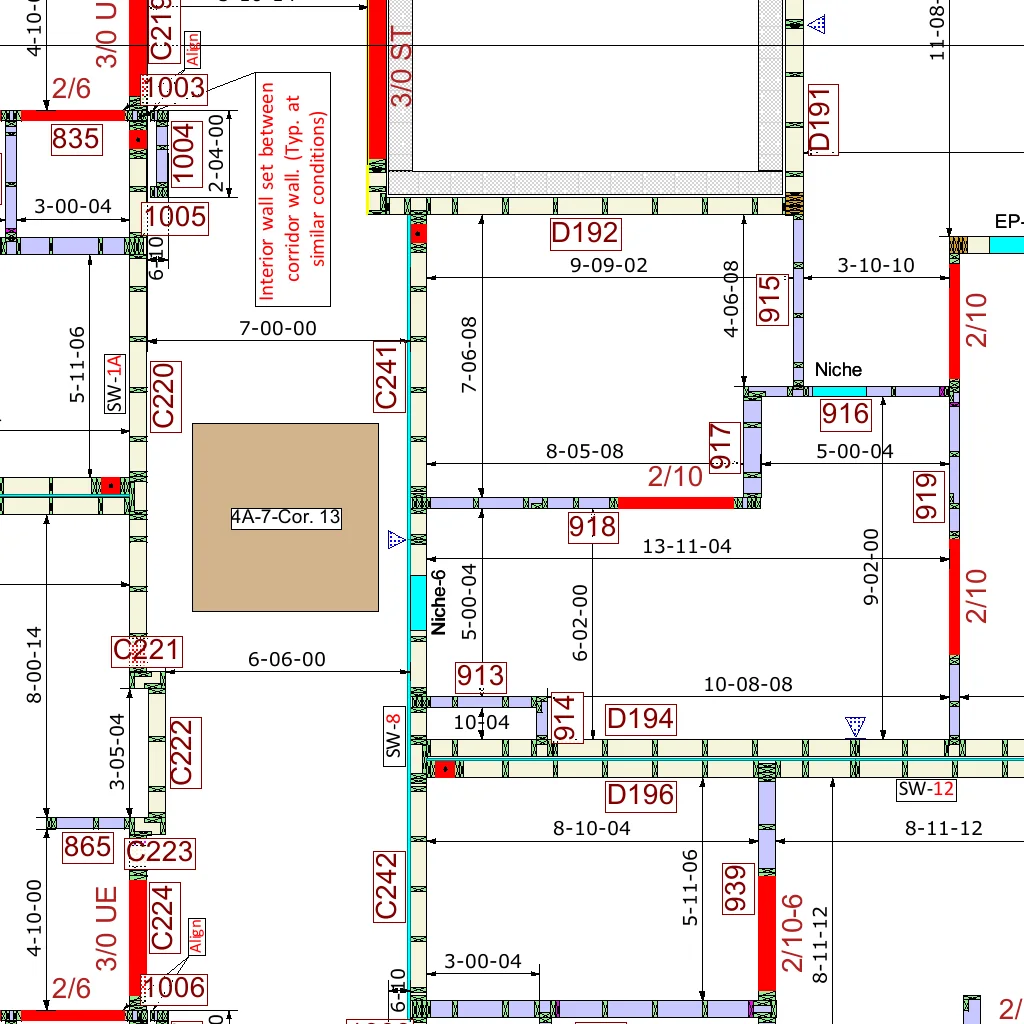 3/0 U
C219
Align
3/0 ST
11-08-
2/6
1003
835
1004
2-04-00
Interior wall set between
corridor wall. (Typ. at
similar conditions)
D191
3-00-04
1005
6-10
D192
EP-
9-09-02
4-06-08
915
3-10-10
2/10
7-00-00
7-06-08
5-11-06
SW-1A
C220
C241
Niche
916
917
8-05-08
5-00-04
2/10
919
4A-7-Cor. 13
918
13-11-04
9-02-00
Niche-6
5-00-04
6-02-00
2/10
C221
6-06-00
8-00-14
913
10-08-08
914
10-04
D194
SW-8
3-05-04
C222
D196
SW-12
865
C223
8-10-04
8-11-12
5-11-06
939
C242
4-10-00
3/0 UE
C224
Align
2/10-6
8-11-12
3-00-04
2/6
1006
6-10
2/